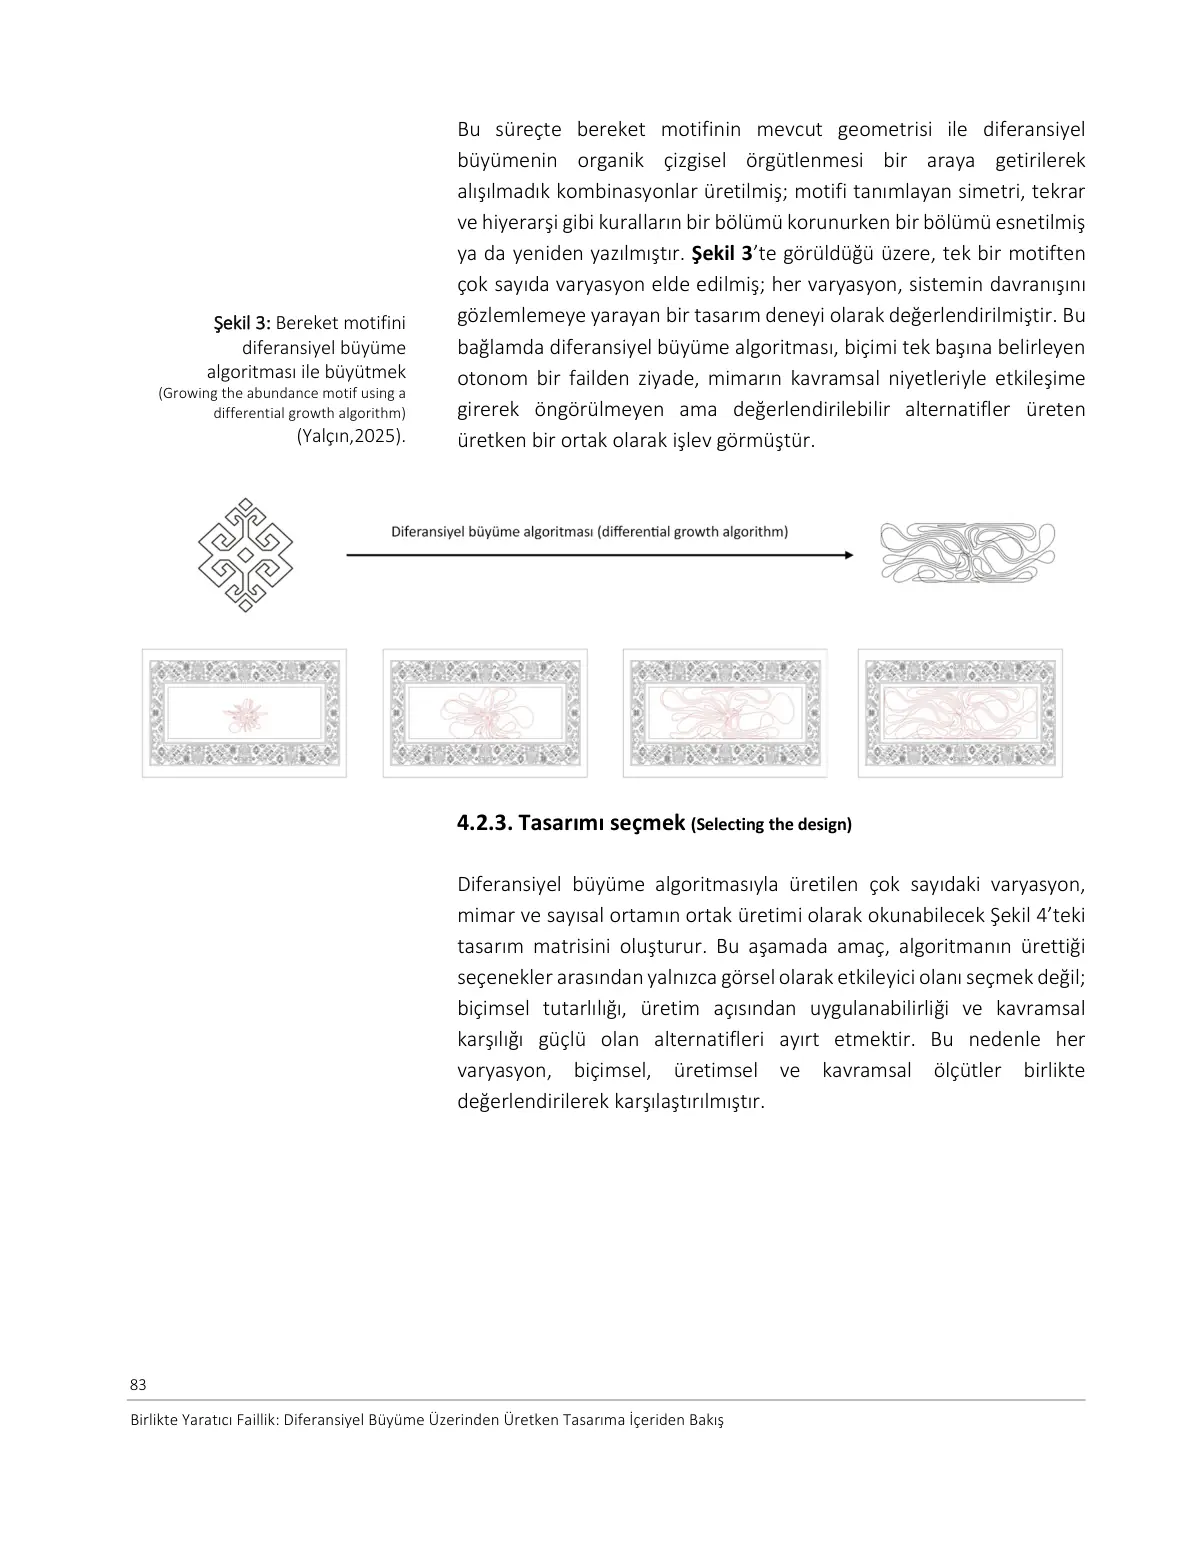 Bu süreçte bereket motifinin mevcut geometrisi ile diferansiyel
büyümenin organik çizgisel örgütlenmesi bir araya getirilerek
alışılmadık kombinasyonlar üretilmiş; motifi tanımlayan simetri, tekrar
ve hiyerarşi gibi kuralların bir bölümü korunurken bir bölümü esnetilmiş
ya da yeniden yazılmıştır. Şekil 3’te görüldüğü üzere, tek bir motiften
çok sayıda varyasyon elde edilmiş; her varyasyon, sistemin davranışını
gözlemlemeye yarayan bir tasarım deneyi olarak değerlendirilmiştir. Bu
bağlamda diferansiyel büyüme algoritması, biçimi tek başına belirleyen
otonom bir failden ziyade, mimarın kavramsal niyetleriyle etkileşime
girerek öngörülmeyen ama değerlendirilebilir alternatifler üreten
üretken bir ortak olarak işlev görmüştür.
Şekil 3: Bereket motifini
diferansiyel büyüme
algoritması ile büyütmek
(Growing the abundance motif using a
differential growth algorithm)
(Yalçın,2025).
Diferansiyel büyüme algoritması (differential growth algorithm)
4.2.3. Tasarımı seçmek (Selecting the design)
Diferansiyel büyüme algoritmasıyla üretilen çok sayıdaki varyasyon,
mimar ve sayısal ortamın ortak üretimi olarak okunabilecek Şekil 4’teki
tasarım matrisini oluşturur. Bu aşamada amaç, algoritmanın ürettiği
seçenekler arasından yalnızca görsel olarak etkileyici olanı seçmek değil;
biçimsel tutarlılığı, üretim açısından uygulanabilirliği ve kavramsal
karşılığı güçlü olan alternatifleri ayırt etmektir. Bu nedenle her
varyasyon, biçimsel, üretimsel ve kavramsal ölçütler birlikte
değerlendirilerek karşılaştırılmıştır.
83
Birlikte Yaratıcı Faillik: Diferansiyel Büyüme Üzerinden Üretken Tasarıma İçeriden Bakış